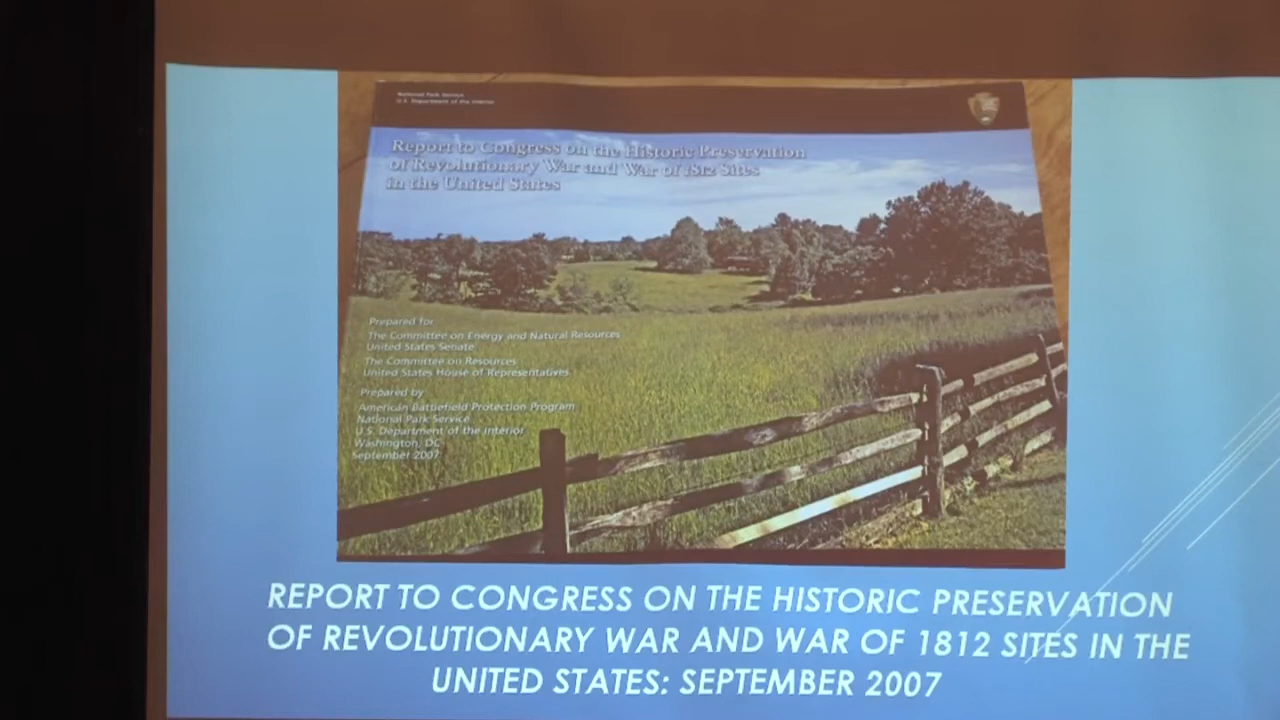 National Park Service
U.S. Department of the Interior
Report to Congress on the Historic Preservation
of Revolutionary War and War of 1812 Sites
in the United States
Prepared for
The Committee on Energy and Natural Resources
United States Senate
The Committee on Resources
United States House of Representatives
Prepared by
American Battlefield Protection Program
National Park Service
U.S. Department of the Interior
Washington, DC
September 2007
REPORT TO CONGRESS ON THE HISTORIC PRESERVATION
OF REVOLUTIONARY WAR AND WAR OF 1812 SITES IN THE
UNITED STATES: SEPTEMBER 2007